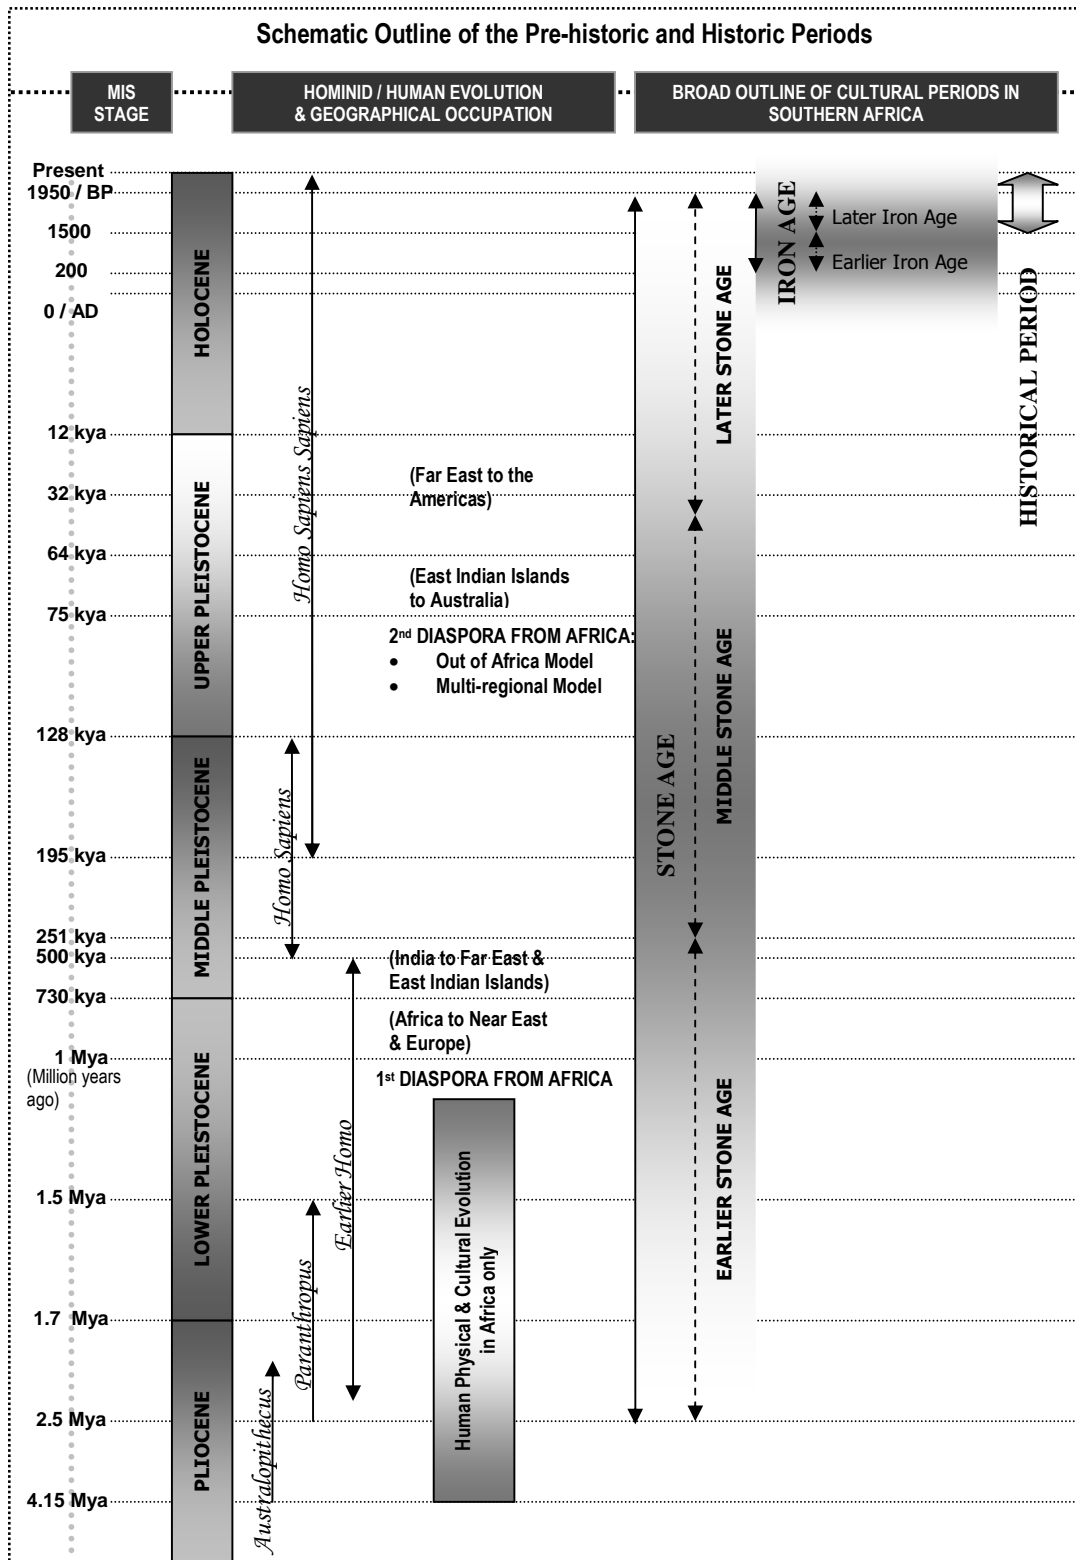 Schematic Outline of the Pre-historic and Historic Periods
MIS
STAGE
HOMINID / HUMAN EVOLUTION
& GEOGRAPHICAL OCCUPATION
BROAD OUTLINE OF CULTURAL PERIODS IN
SOUTHERN AFRICA
Present
1950 / BP
1500
200
0 / AD
12 kya
32 kya
64 kya
75 kya
128 kya
195 kya
251 kya
500 kya
730 kya
1 Mya
(Million years
ago)
1.5 Mya
1.7 Mya
2.5 Mya
4.15 Mya
HOLOCENE
UPPER PLEISTOCENE
MIDDLE PLEISTOCENE
LOWER PLEISTOCENE
PLIOCENE
Homo Sapiens Sapiens
Homo Sapiens
Earlier Homo
Paranthropus
Australopithecus
(Far East to the
Americas)
(East Indian Islands
to Australia)
2nd DIASPORA FROM AFRICA:
• Out of Africa Model
• Multi-regional Model
(India to Far East &
East Indian Islands)
(Africa to Near East
& Europe)
1st DIASPORA FROM AFRICA
Human Physical & Cultural Evolution
in Africa only
STONE AGE
LATER STONE AGE
MIDDLE STONE AGE
EARLIER STONE AGE
IRON AGE
Later Iron Age
Earlier Iron Age
HISTORICAL PERIOD